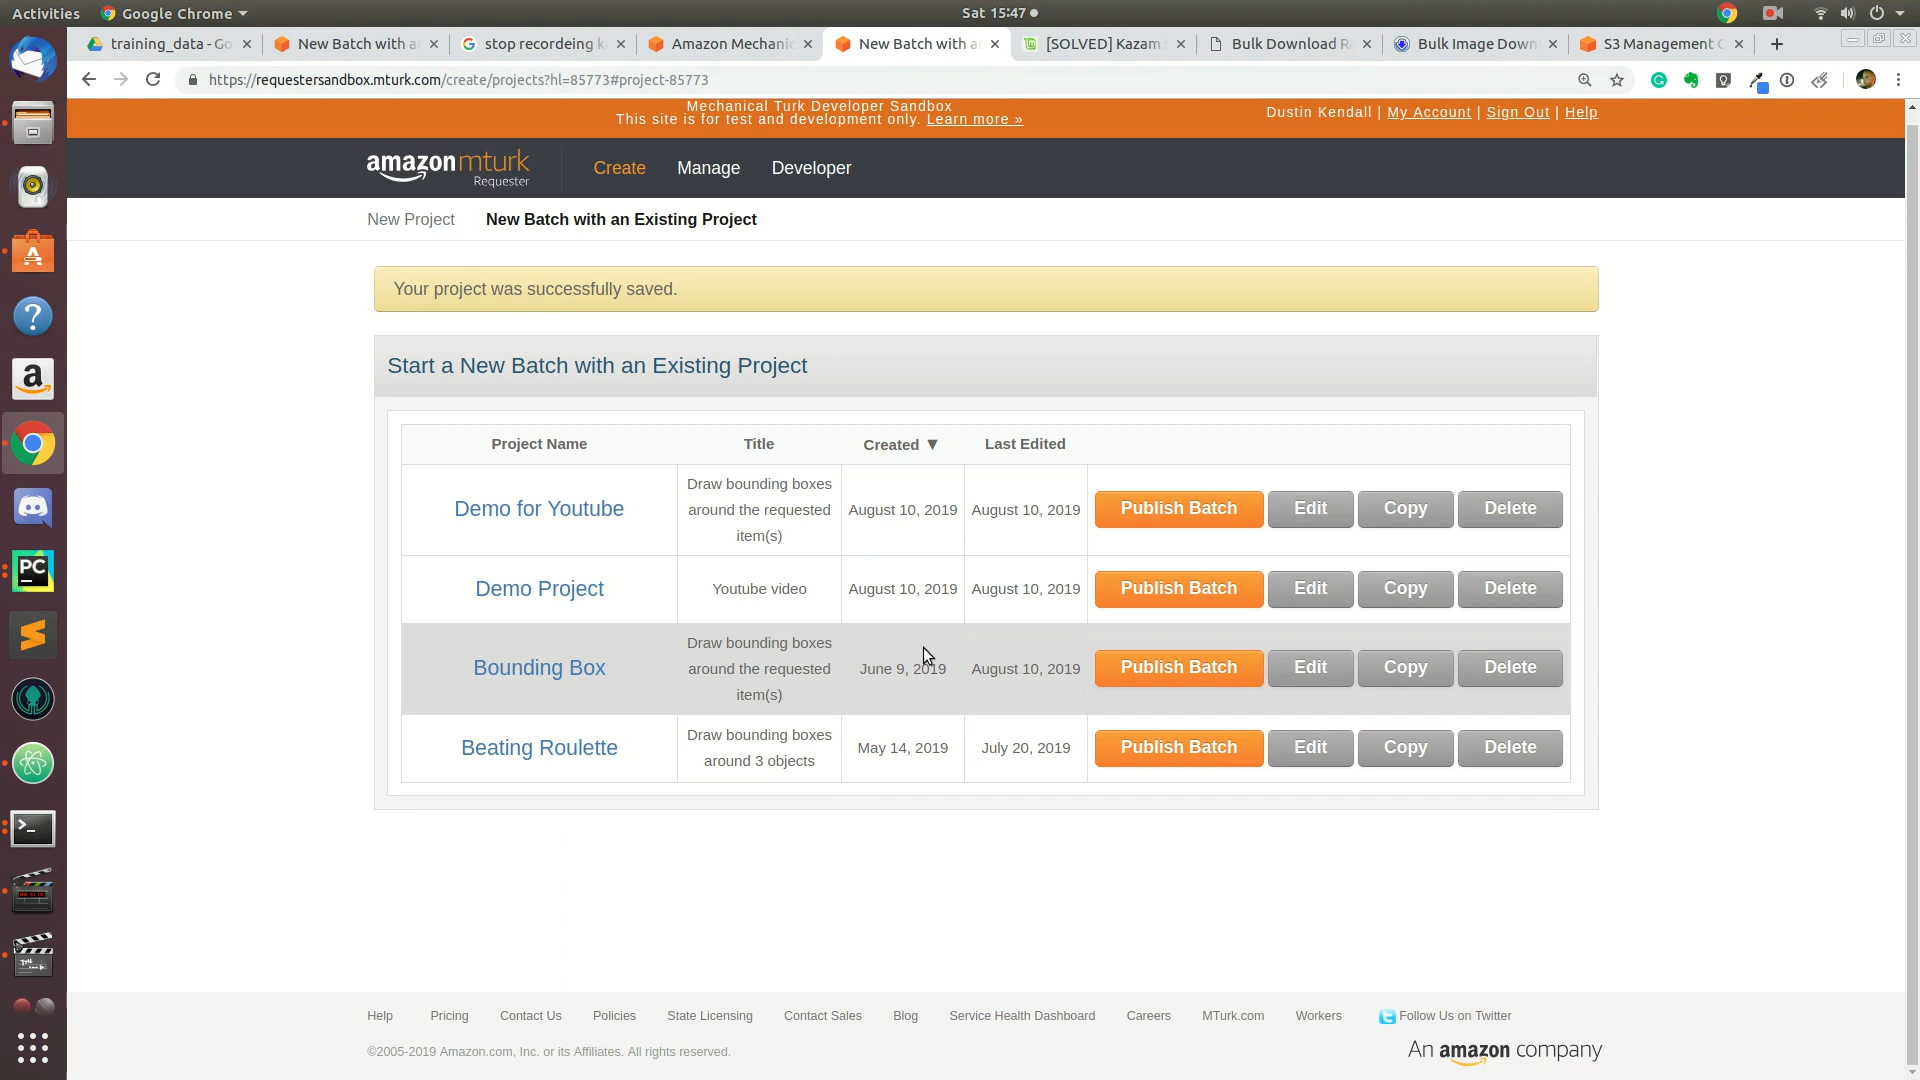 Activities Google Chrome Sat 15:47
training_data - Go New Batch with a stop recordeing k Amazon Mechanic New Batch with a [SOLVED] Kazam Bulk Download R Bulk Image Down S3 Management C
https://requestersandbox.mturk.com/create/projects?hl=85773#project-85773
Mechanical Turk Developer Sandbox
This site is for test and development only. Learn more »
Dustin Kendall | My Account | Sign Out | Help
amazon mturk
Requester
Create Manage Developer
New Project New Batch with an Existing Project
Your project was successfully saved.
Start a New Batch with an Existing Project
Project Name Title Created ▼ Last Edited
Demo for Youtube
Draw bounding boxes
around the requested
item(s)
August 10, 2019 August 10, 2019 Publish Batch Edit Copy Delete
Demo Project Youtube video August 10, 2019 August 10, 2019 Publish Batch Edit Copy Delete
Bounding Box
Draw bounding boxes
around the requested
item(s)
June 9, 2019 August 10, 2019 Publish Batch Edit Copy Delete
Beating Roulette
Draw bounding boxes
around 3 objects
May 14, 2019 July 20, 2019 Publish Batch Edit Copy Delete
Help Pricing Contact Us Policies State Licensing Contact Sales Blog Service Health Dashboard Careers MTurk.com Workers Follow Us on Twitter
©2005-2019 Amazon.com, Inc. or its Affiliates. All rights reserved.
An amazon company